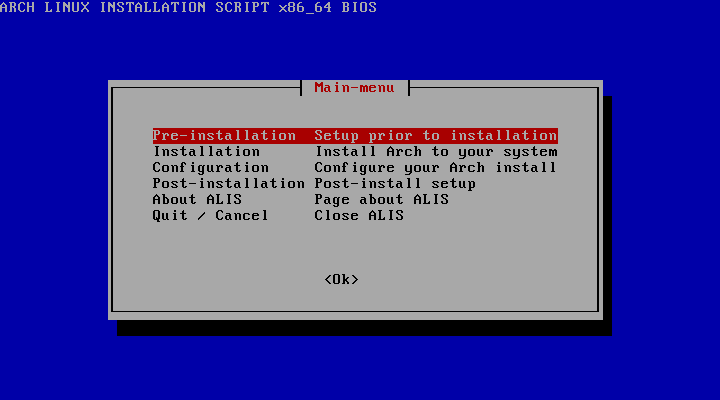 ARCH LINUX INSTALLATION SCRIPT x86_64 BIOS
Main-menu
Pre-installation Setup prior to installation
Installation Install Arch to your system
Configuration Configure your Arch install
Post-installation Post-install setup
About ALIS Page about ALIS
Quit / Cancel Close ALIS
<Ok>